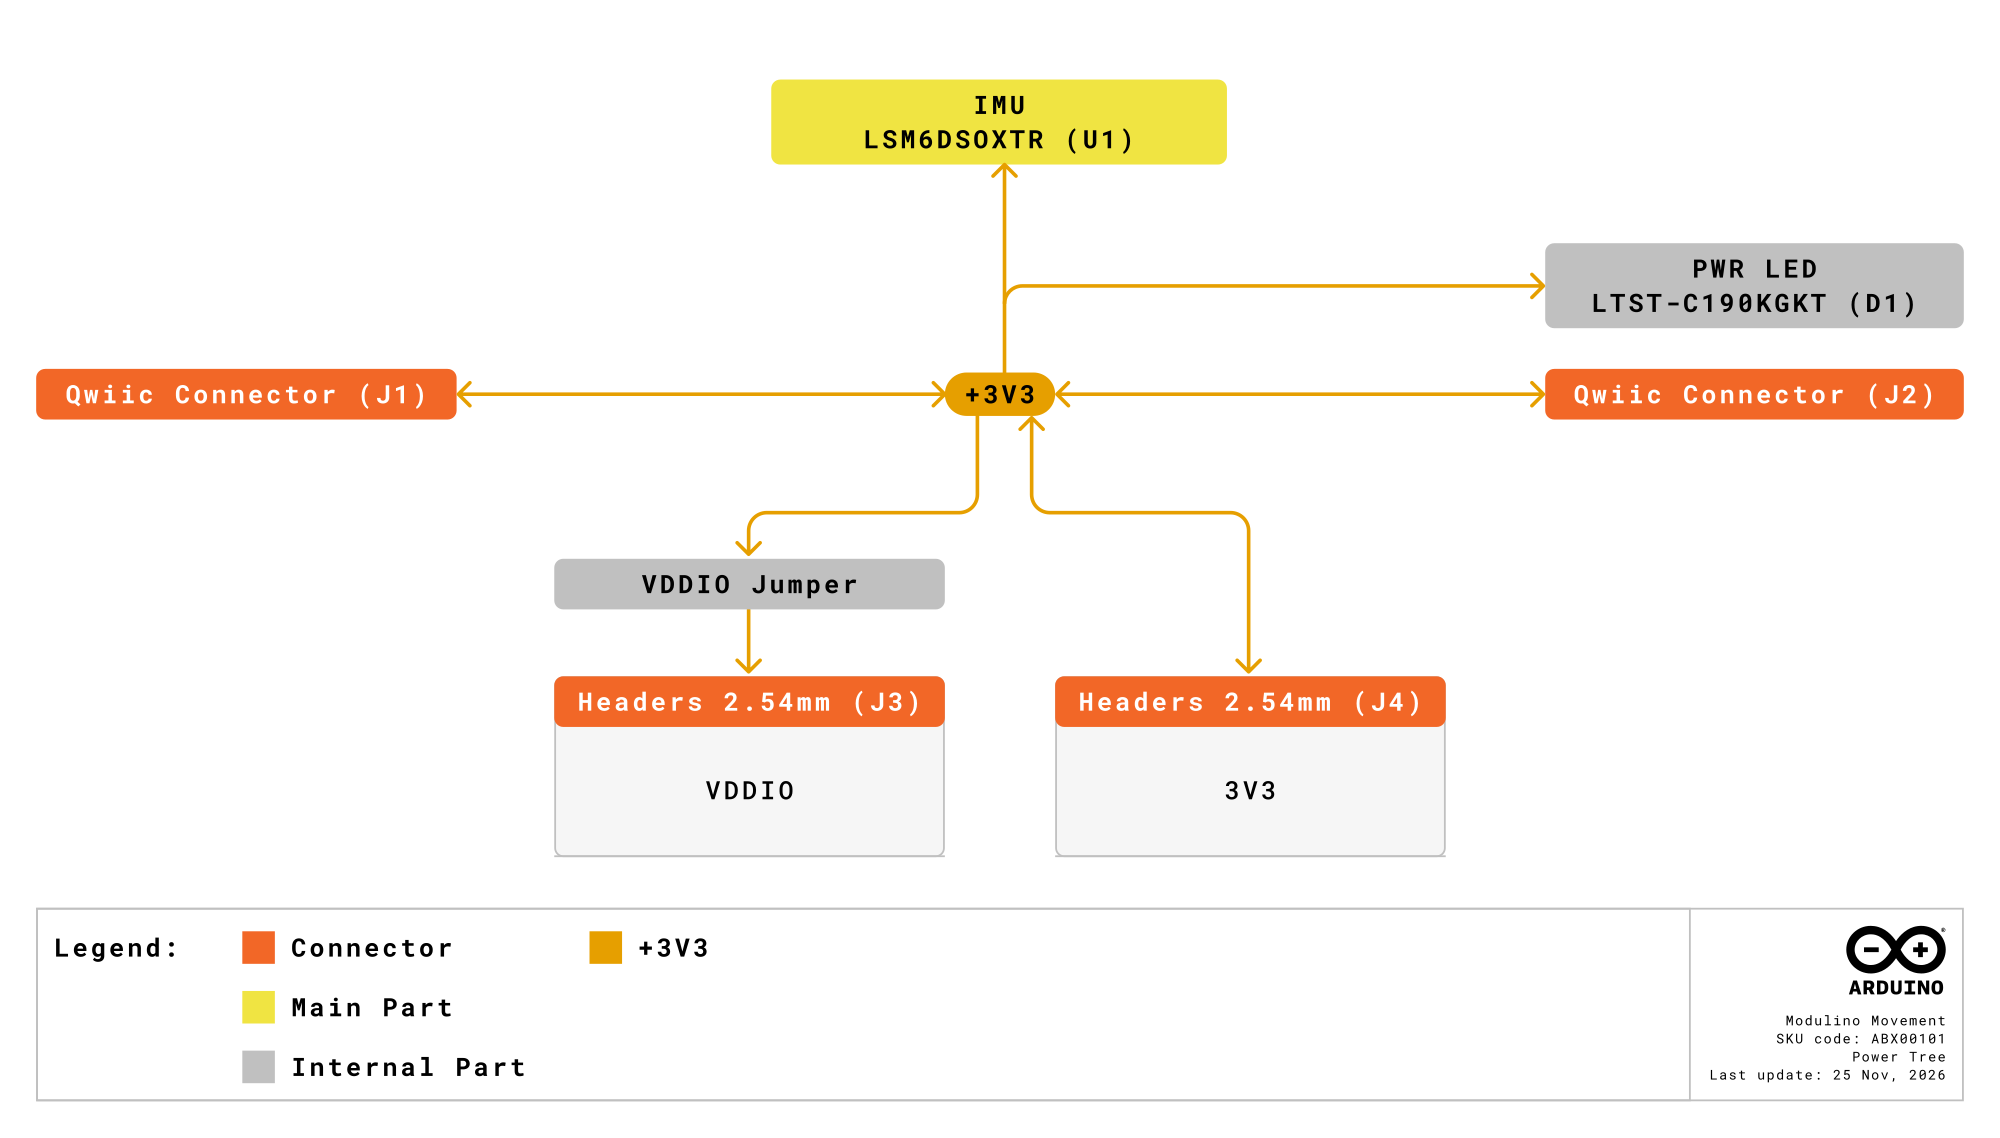 IMU
LSM6DSOXTR (U1)
PWR LED
LTST-C190KGKT (D1)
Qwiic Connector (J1)
+3V3
Qwiic Connector (J2)
VDDIO Jumper
Headers 2.54mm (J3)
Headers 2.54mm (J4)
VDDIO
3V3
Legend:
Connector
+3V3
Main Part
Internal Part
ARDUINO
Modulino Movement
SKU code: ABX00101
Power Tree
Last update: 25 Nov, 2026